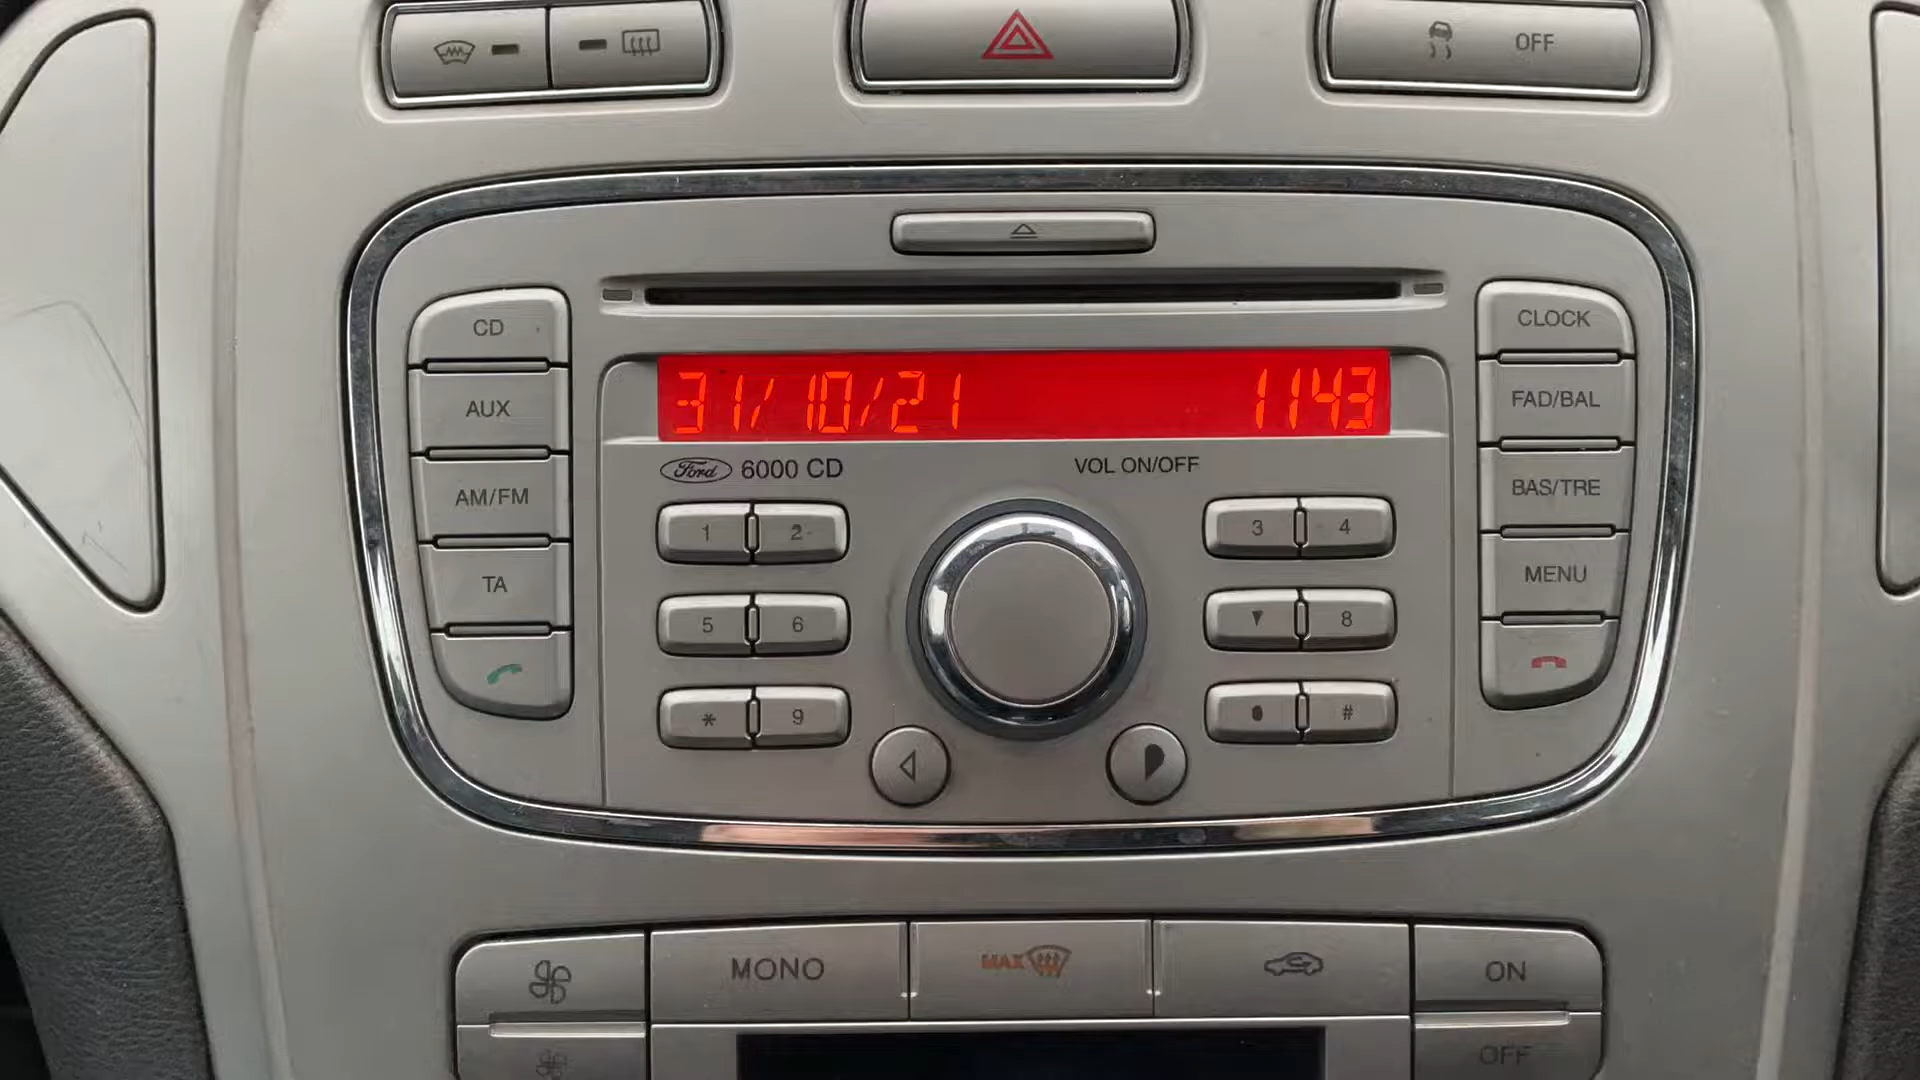 OFF
31/10/21 1143
Ford 6000 CD
VOL ON/OFF
CD
AUX
AM/FM
TA
1 2
3 4
5 6
8
* 9
#
CLOCK
FAD/BAL
BAS/TRE
MENU
MONO
MAX
ON
OFF